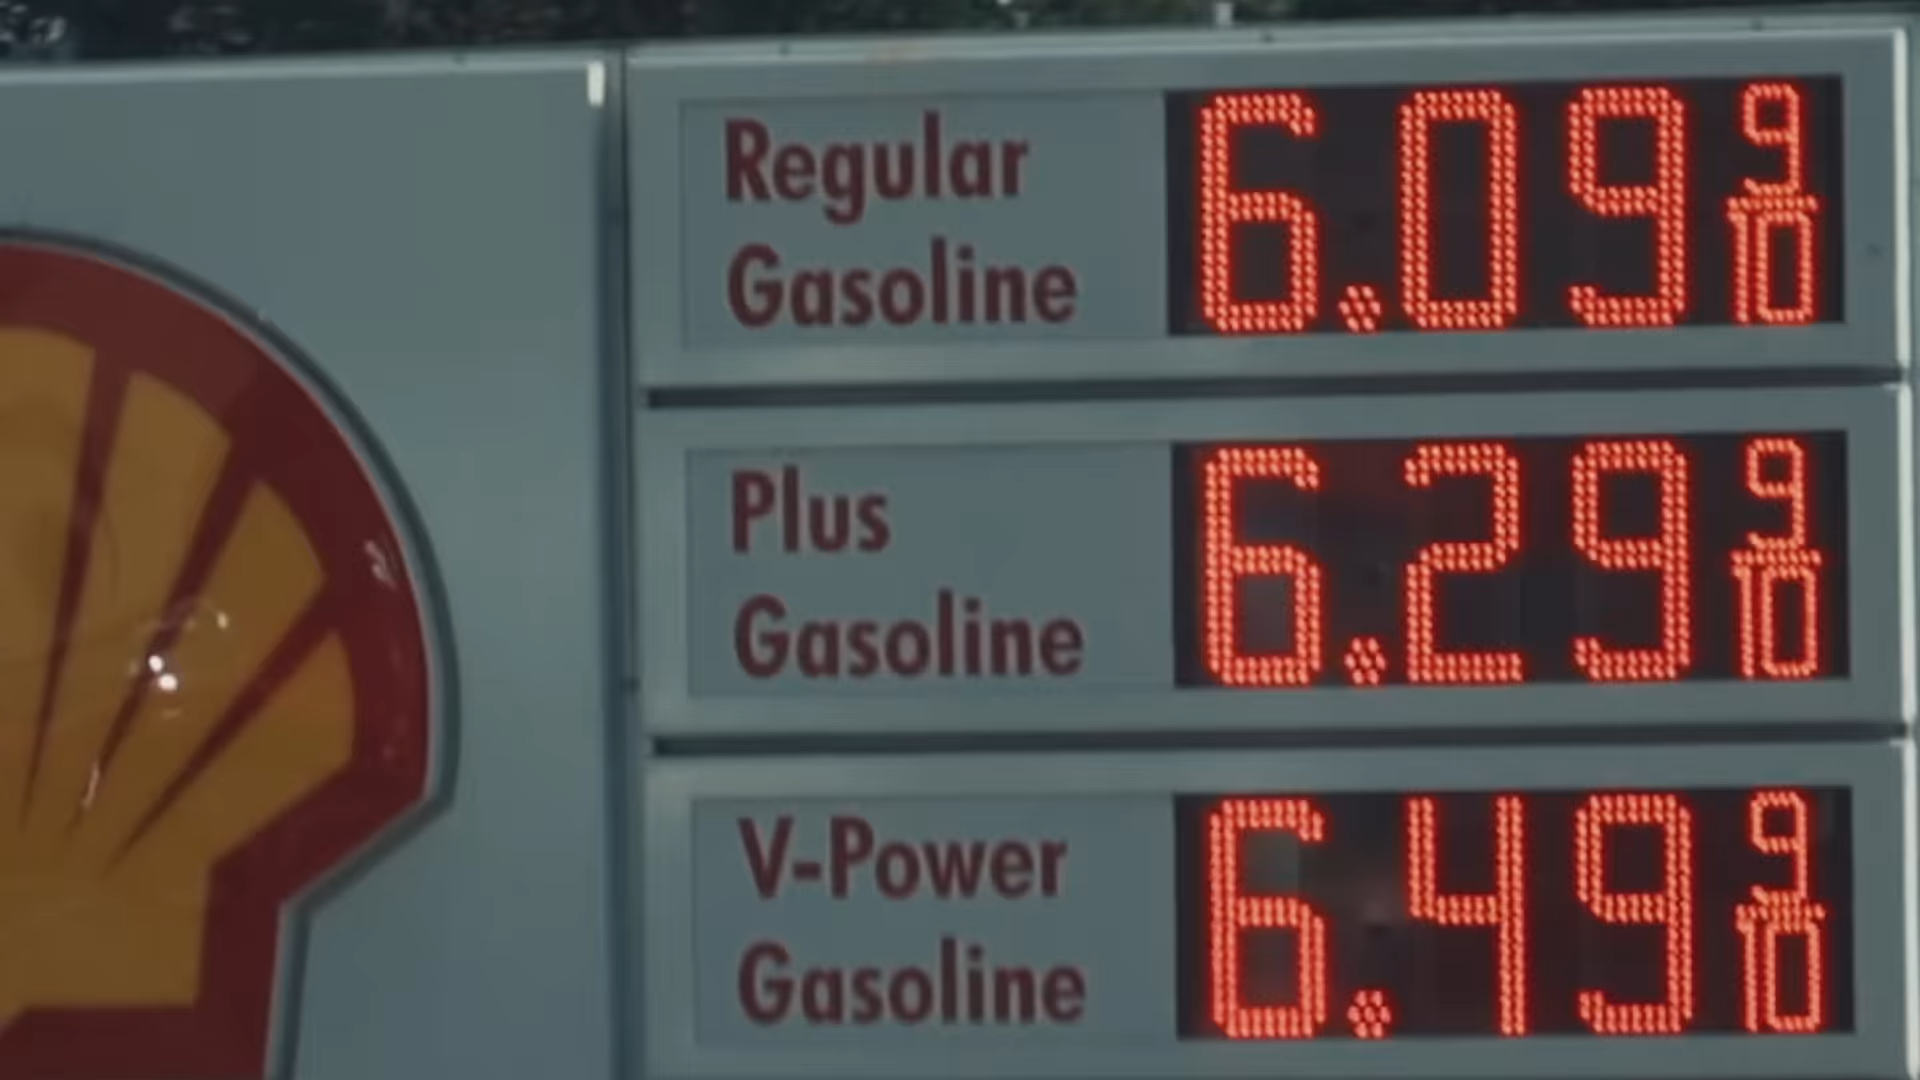 Regular
Gasoline
6.09 9/10
Plus
Gasoline
6.29 9/10
V-Power
Gasoline
6.49 9/10